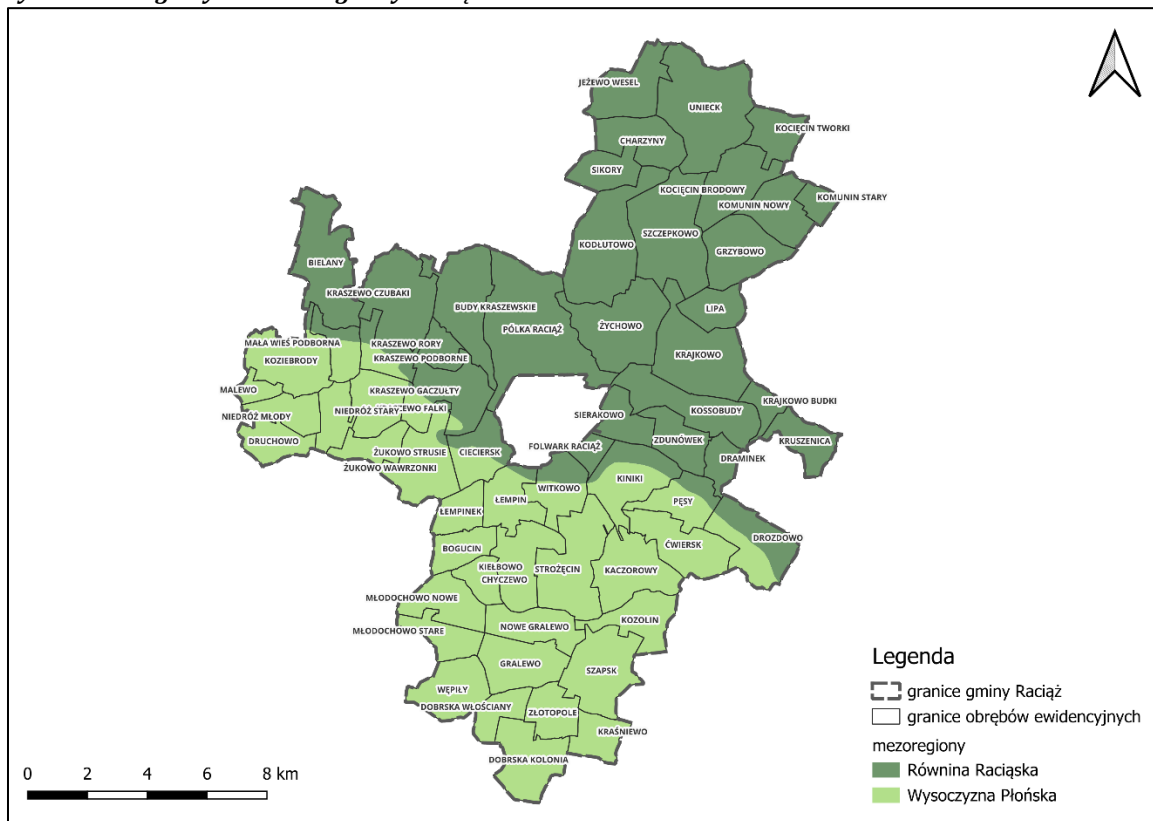 JEŻEWO WESEL
UNIECK
KOCIĘCIN TWORKI
CHARZYNY
SIKORY
KOCIĘCIN BRODOWY
KOMUNIN STARY
KOMUNIN NOWY
SZCZEPKOWO
KODŁUTOWO
GRZYBOWO
BIELANY
KRASZEWO CZUBAKI
BUDY KRASZEWSKIE
LIPA
PÓLKA RACIĄŻ
ŻYCHOWO
MAŁA WIEŚ PODBORNA
KRASZEWO RORY
KOZIEBRODY
KRASZEWO PODBORNE
KRAJKOWO
MALEWO
KRASZEWO GACZUŁTY
KRAJKOWO BUDKI
NIEDRÓŻ MŁODY
NIEDRÓŻ STARY
KRASZEWO FALKI
SIERAKOWO
KOSSOBUDY
DRUCHOWO
ZDUNÓWEK
KRUSZENICA
FOLWARK RACIĄŻ
ŻUKOWO STRUSIE
CIECIERSK
DRAMINEK
ŻUKOWO WAWRZONKI
KINIKI
WITKOWO
ŁEMPIN
PĘSY
ŁEMPINEK
DROZDOWO
ĆWIERSK
BOGUCIN
KIEŁBOWO
STROŻĘCIN
KACZOROWY
CHYCZEWO
MŁODOCHOWO NOWE
KOZOLIN
NOWE GRALEWO
MŁODOCHOWO STARE
GRALEWO
SZAPSK
WĘPIŁY
DOBRSKA WŁOŚCIANY
ZŁOTOPOLE
KRAŚNIEWO
DOBRSKA KOLONIA
Legenda
granice gminy Raciąż
granice obrębów ewidencyjnych
mezoregiony
Równina Raciąska
Wysoczyzna Płońska
0 2 4 6 8 km